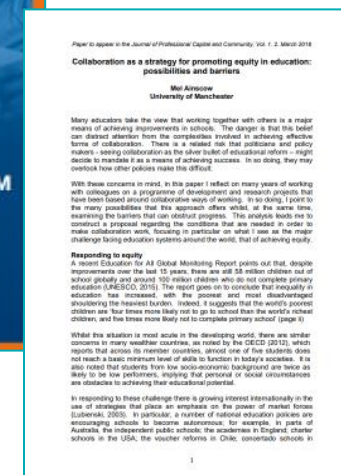 Paper to appear in the Journal of Professional Capital and Community, Vol. 1. 2. March 2016
Collaboration as a strategy for promoting equity in education:
possibilities and barriers
Mel Ainscow
University of Manchester
Many educators take the view that working together with others is a major
means of achieving improvements in schools. The danger is that this belief
can distract attention from the complexities involved in achieving effective
forms of collaboration. There is a related risk that politicians and policy
makers - seeing collaboration as the silver bullet of educational reform – might
decide to mandate it as a means of achieving success. In so doing, they may
overlook how other policies make this difficult.
With these concerns in mind, in this paper I reflect on many years of working
with colleagues on a programme of development and research projects that
have been based around collaborative ways of working. In so doing, I point to
the many possibilities that this approach offers whilst, at the same time,
examining the barriers that can obstruct progress. This analysis leads me to
construct a proposal regarding the conditions that are needed in order to
make collaboration work, focusing in particular on what I see as the major
challenge facing education systems around the world, that of achieving equity.
Responding to equity
A recent Education for All Global Monitoring Report points out that, despite
improvements over the last 15 years, there are still 58 million children out of
school globally and around 100 million children who do not complete primary
education (UNESCO, 2015). The report goes on to conclude that inequality in
education has increased, with the poorest and most disadvantaged
shouldering the heaviest burden. Indeed, it suggests that the world's poorest
children are 'four times more likely not to go to school than the world's richest
children, and five times more likely not to complete primary school' (page ii)
Whilst this situation is most acute in the developing world, there are similar
concerns in many wealthier countries, as noted by the OECD (2012), which
reports that across its member countries, almost one of five students does
not reach a basic minimum level of skills to function in today's societies. It is
also noted that students from low socio-economic background are twice as
likely to be low performers, implying that personal or social circumstances
are obstacles to achieving their educational potential.
In responding to these challenge there is growing interest internationally in the
use of strategies that place an emphasis on the power of market forces
(Lubienski, 2003). In particular, a number of national education policies are
encouraging schools to become autonomous; for example, in parts of
Australia, the independent public schools; the academies in England; charter
schools in the USA; the voucher reforms in Chile; concertado schools in
1
M